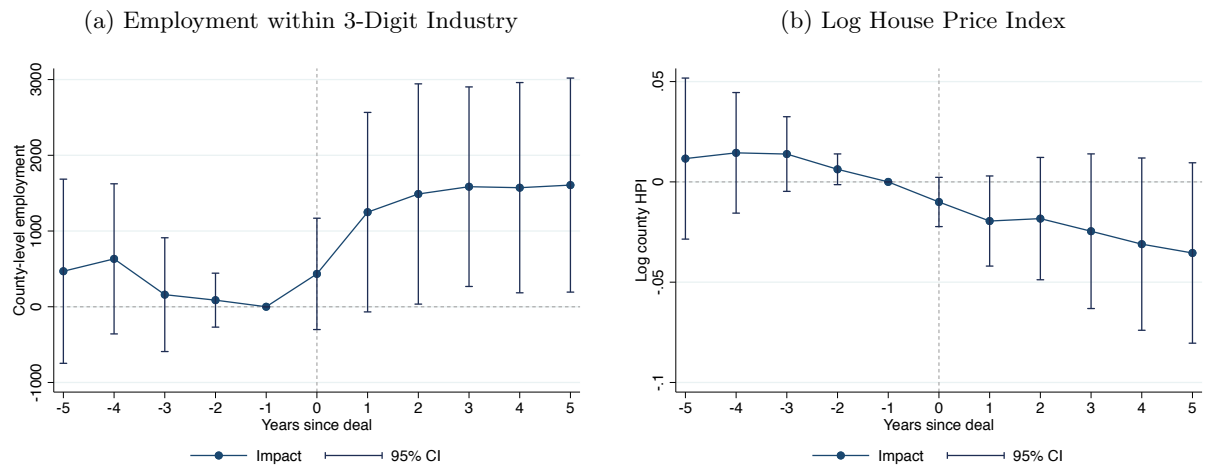 (a) Employment within 3-Digit Industry
County-level employment
3000
2000
1000
0
-1000
-5 -4 -3 -2 -1 0 1 2 3 4 5
Years since deal
Impact 95% CI
(b) Log House Price Index
Log county HPI
.05
0
-.05
-.1
-5 -4 -3 -2 -1 0 1 2 3 4 5
Years since deal
Impact 95% CI